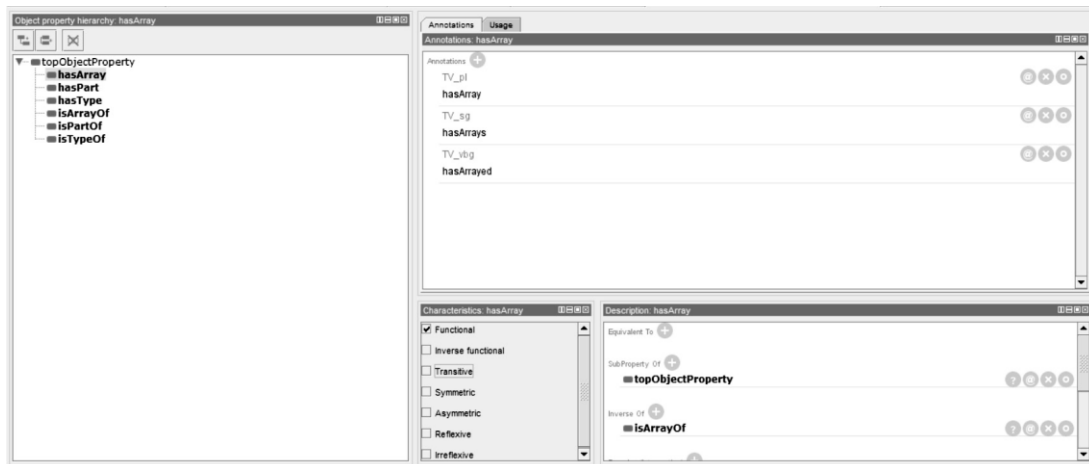 Object property hierarchy: hasArray
topObjectProperty
hasArray
hasPart
hasType
isArrayOf
isPartOf
isTypeOf
Annotations Usage
Annotations: hasArray
Annotations
TV_pl
hasArray
TV_sg
hasArrays
TV_vbg
hasArrayed
Characteristics: hasArray
Functional
Inverse functional
Transitive
Symmetric
Asymmetric
Reflexive
Irreflexive
Description: hasArray
Equivalent To
SubProperty Of
topObjectProperty
Inverse Of
isArrayOf